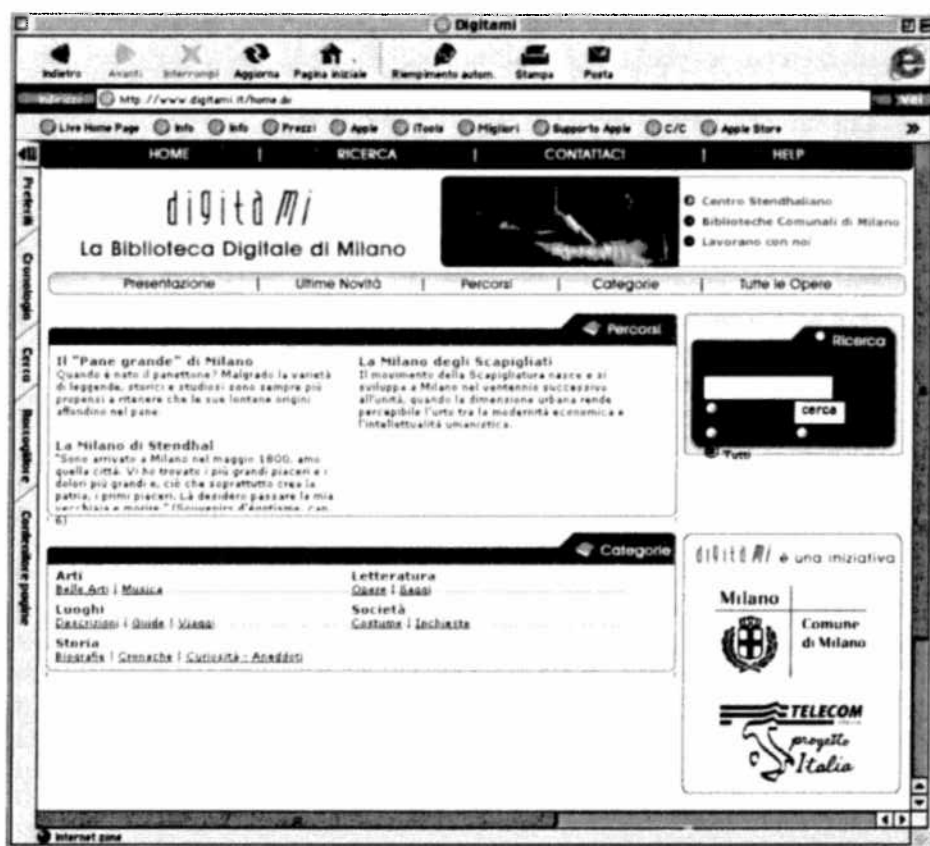 Digitami
Indietro Avanti Interrompi Aggiorna Pagina iniziale Riempimento autom. Stampa Posta
Indirizzo http://www.digitami.it/home.do Vai
Live Home Page Info Info Prezzi Apple iTools Migliori Supporto Apple C/C Apple Store
HOME | RICERCA | CONTATTACI | HELP
digitàMi
La Biblioteca Digitale di Milano
Centro Stendhaliano
Biblioteche Comunali di Milano
Lavorano con noi
Presentazione | Ultime Novità | Percorsi | Categorie | Tutte le Opere
Percorsi
Il "Pane grande" di Milano
Quando è nato il panettone? Malgrado la varietà
di leggende, storici e studiosi sono sempre più
propensi a ritenere che le sue lontane origini
affondino nel pane
La Milano di Stendhal
"Sono arrivato a Milano nel maggio 1800, amo
quella città. Vi ho trovato i più grandi piaceri e i
dolori più grandi e, ciò che soprattutto crea la
patria, i primi piaceri. Là desidero passare la mia
vecchiaia e morire." (Souvenirs d'égotisme, cap.
6)
La Milano degli Scapigliati
Il movimento della Scapigliatura nasce e si
sviluppa a Milano nel ventennio successivo
all'unità, quando la dimensione urbana rende
percepibile l'urto tra la modernità economica e
l'intellettualità umanistica.
Ricerca
cerca
Tutti
Categorie
Arti
Belle Arti | Musica
Luoghi
Descrizioni | Guide | Viaggi
Storia
Biografie | Cronache | Curiosità - Aneddoti
Letteratura
Opere | Saggi
Società
Costume | Inchieste
digitàMi è una iniziativa
Milano
Comune
di Milano
TELECOM
ITALIA
progetto
Italia
Preferiti
Cronologia
Cerca
Raccoglitore
Contenitore pagine
Internet zone